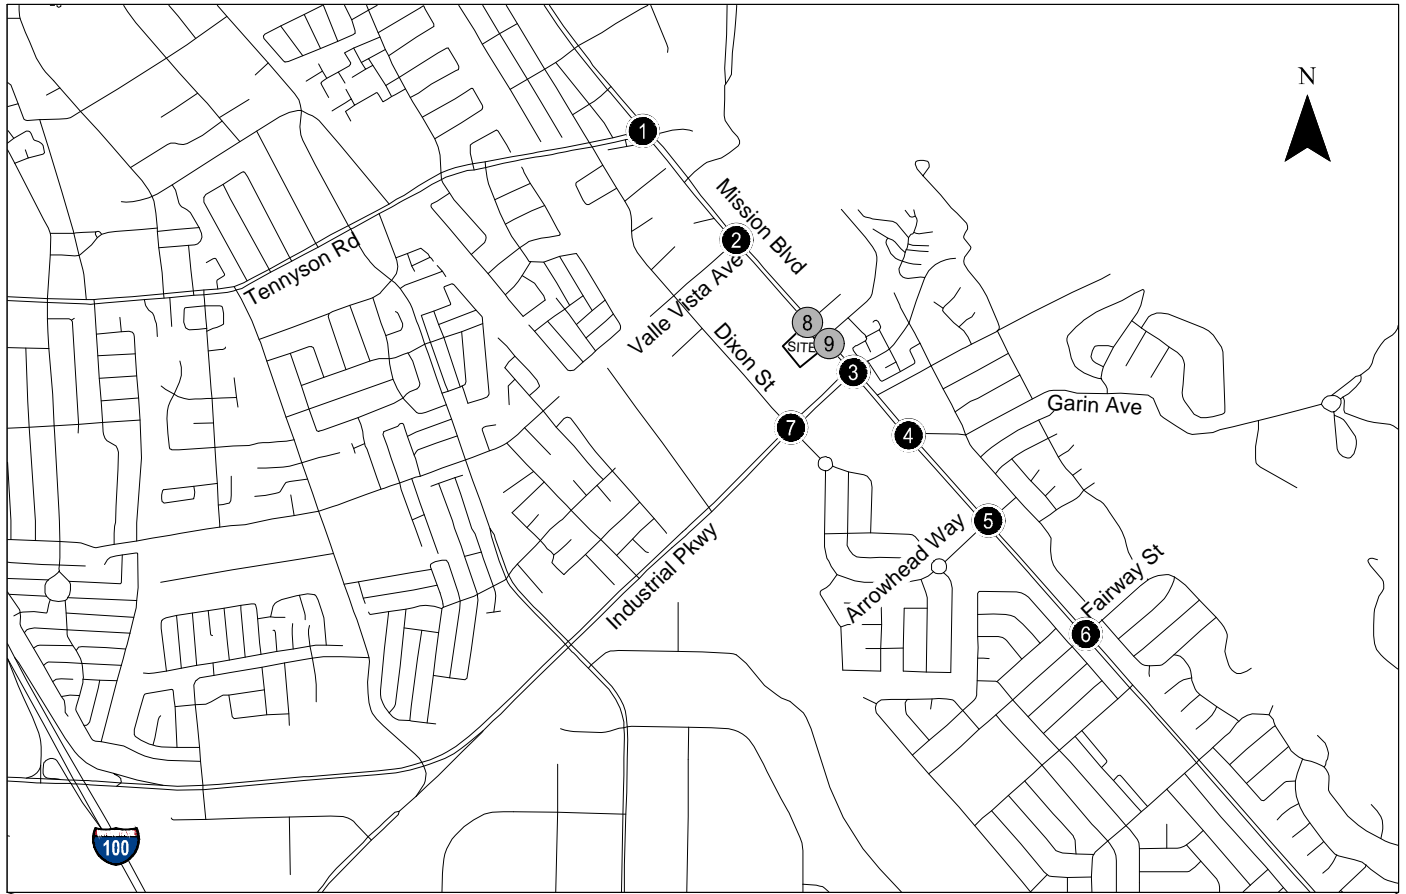 N
1
Mission Blvd
2
Tennyson Rd
Valle Vista Ave
8
Dixon St
SITE
9
3
Garin Ave
7
4
5
Arrowhead Way
Industrial Pkwy
Fairway St
6
100